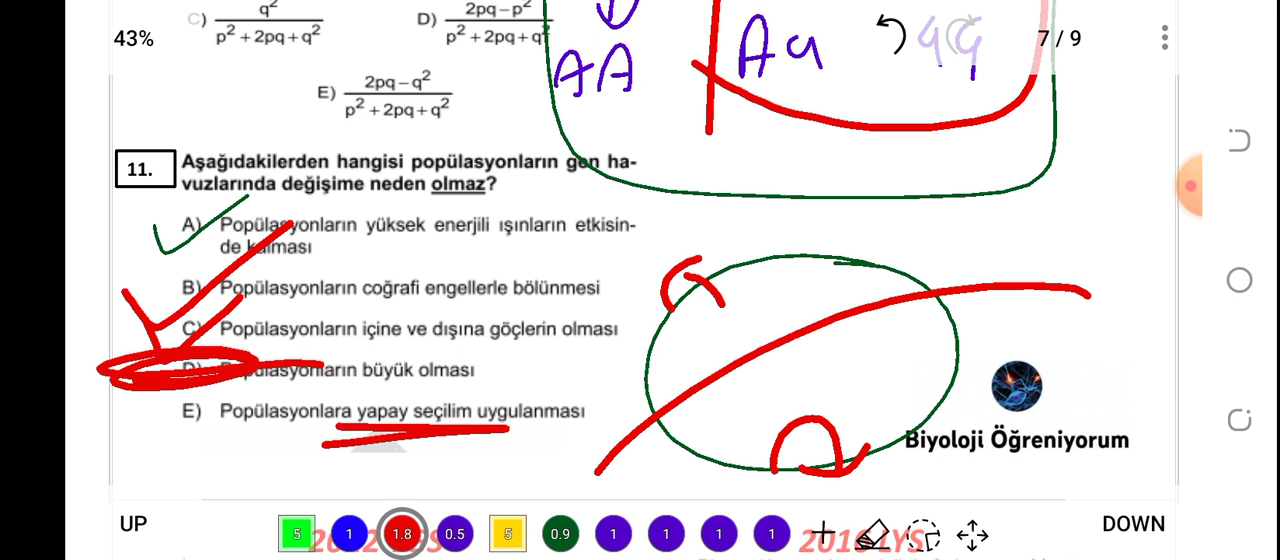 43%
C) q² / p² + 2pq + q²
D) 2pq – p² / p² + 2pq + q²
AA
Aa
7 / 9
E) 2pq – q² / p² + 2pq + q²
11. Aşağıdakilerden hangisi popülasyonların gen ha-
vuzlarında değişime neden olmaz?
A) Popülasyonların yüksek enerjili ışınların etkisin-
de kalması
B) Popülasyonların coğrafi engellerle bölünmesi
C) Popülasyonların içine ve dışına göçlerin olması
D) Popülasyonların büyük olması
E) Popülasyonlara yapay seçilim uygulanması
Biyoloji Öğreniyorum
UP
5
1
1.8
0.5
5
0.9
1
1
1
1
DOWN